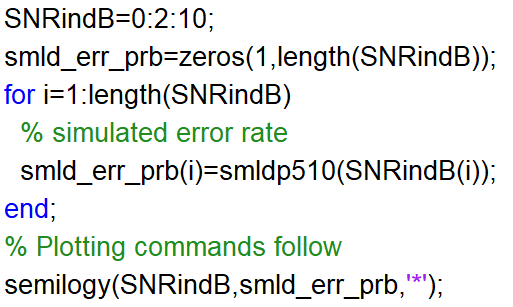 SNRindB=0:2:10;
smld_err_prb=zeros(1,length(SNRindB));
for i=1:length(SNRindB)
% simulated error rate
smld_err_prb(i)=smldp510(SNRindB(i));
end;
% Plotting commands follow
semilogy(SNRindB,smld_err_prb,'*');